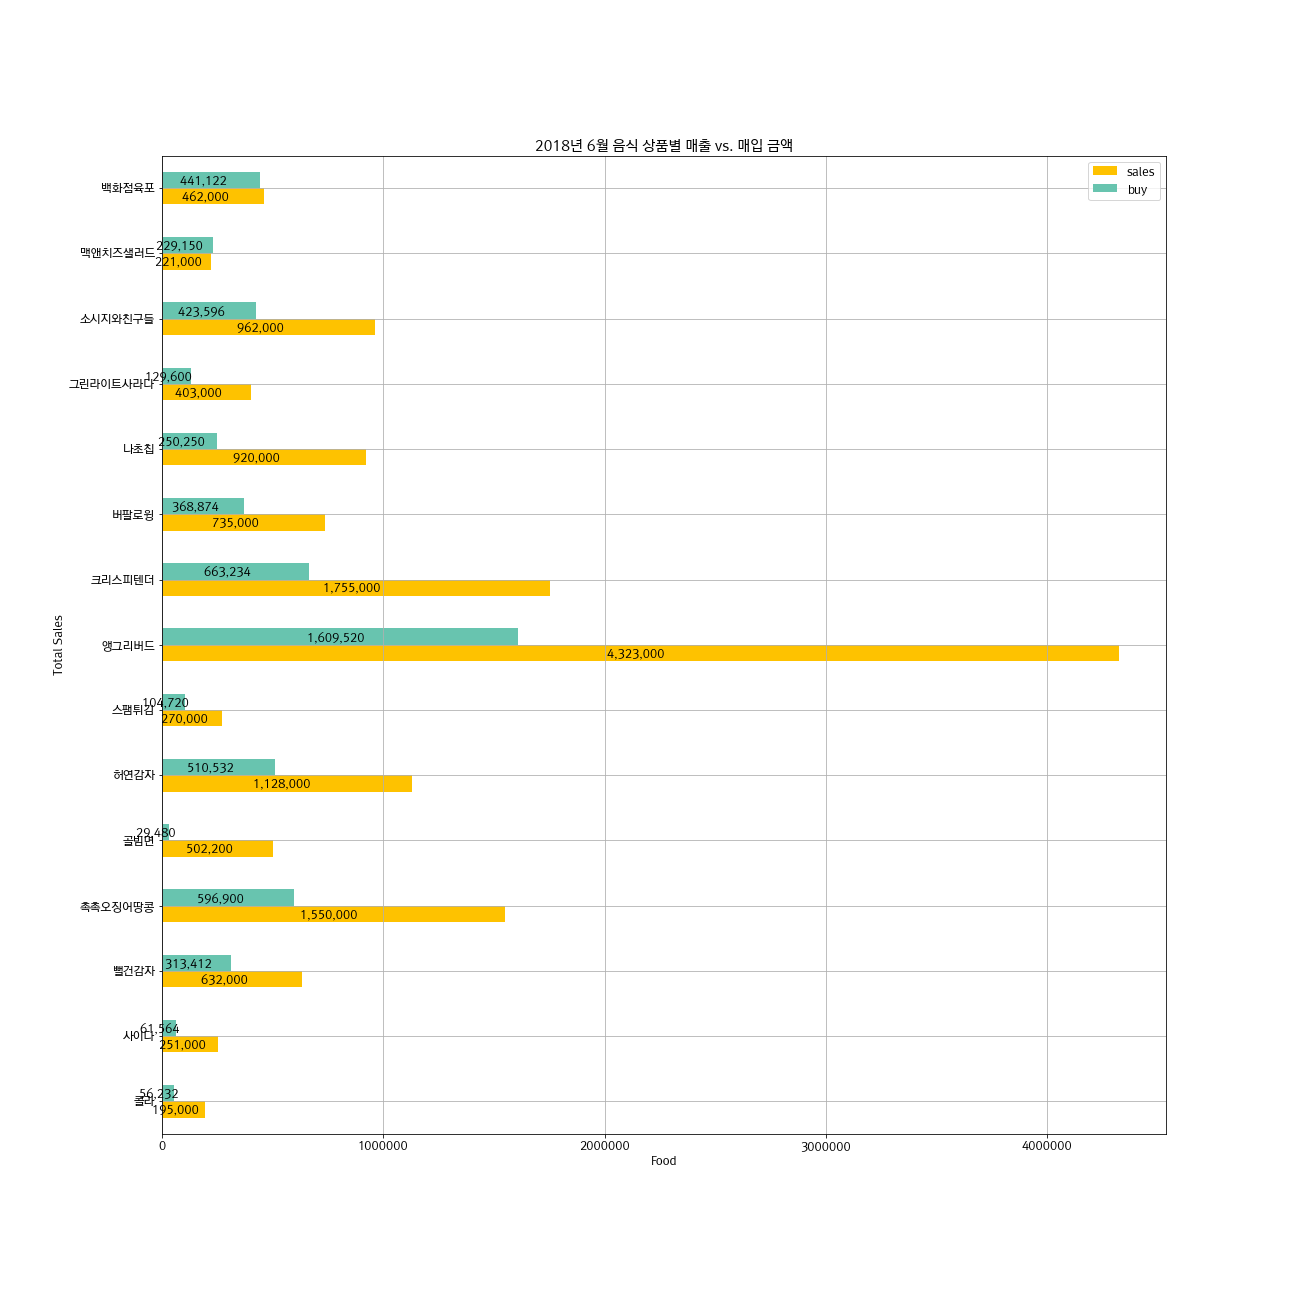 2018년 6월 음식 상품별 매출 vs. 매입 금액
sales
buy
백화점육포
441,122
462,000
맥앤치즈샐러드
229,150
221,000
소시지와친구들
423,596
962,000
그린라이트사라다
129,600
403,000
나초칩
250,250
920,000
버팔로윙
368,874
735,000
크리스피텐더
663,234
1,755,000
앵그리버드
1,609,520
4,323,000
스팸튀김
104,720
270,000
허연감자
510,532
1,128,000
골빔면
29,480
502,200
촉촉오징어땅콩
596,900
1,550,000
뻘건감자
313,412
632,000
사이다
61,564
251,000
콜라
56,232
195,000
Total Sales
0 1000000 2000000 3000000 4000000
Food